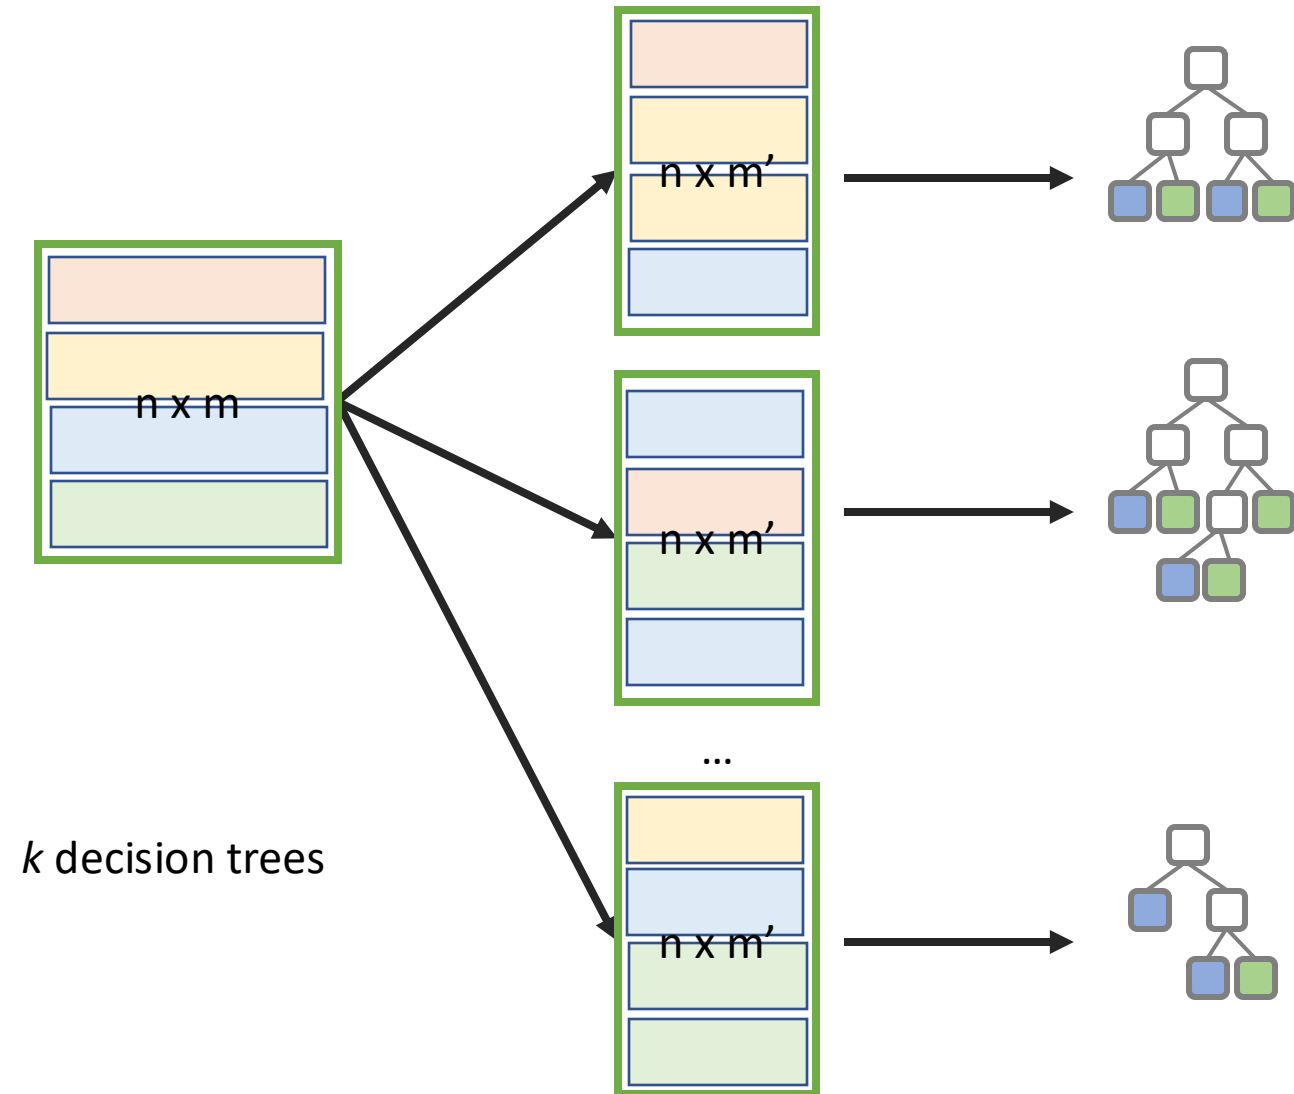 n x m’
n x m
n x m’
…
k decision trees
n x m’